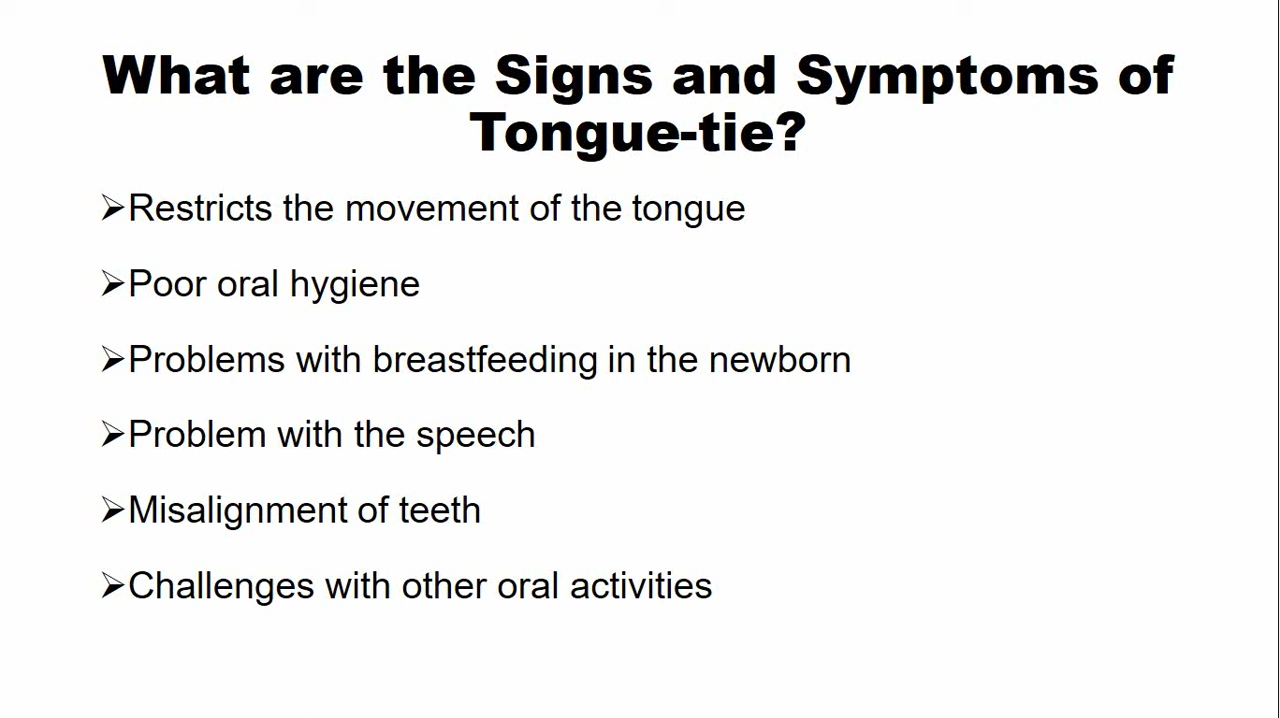 What are the Signs and Symptoms of
Tongue-tie?
➢Restricts the movement of the tongue
➢Poor oral hygiene
➢Problems with breastfeeding in the newborn
➢Problem with the speech
➢Misalignment of teeth
➢Challenges with other oral activities